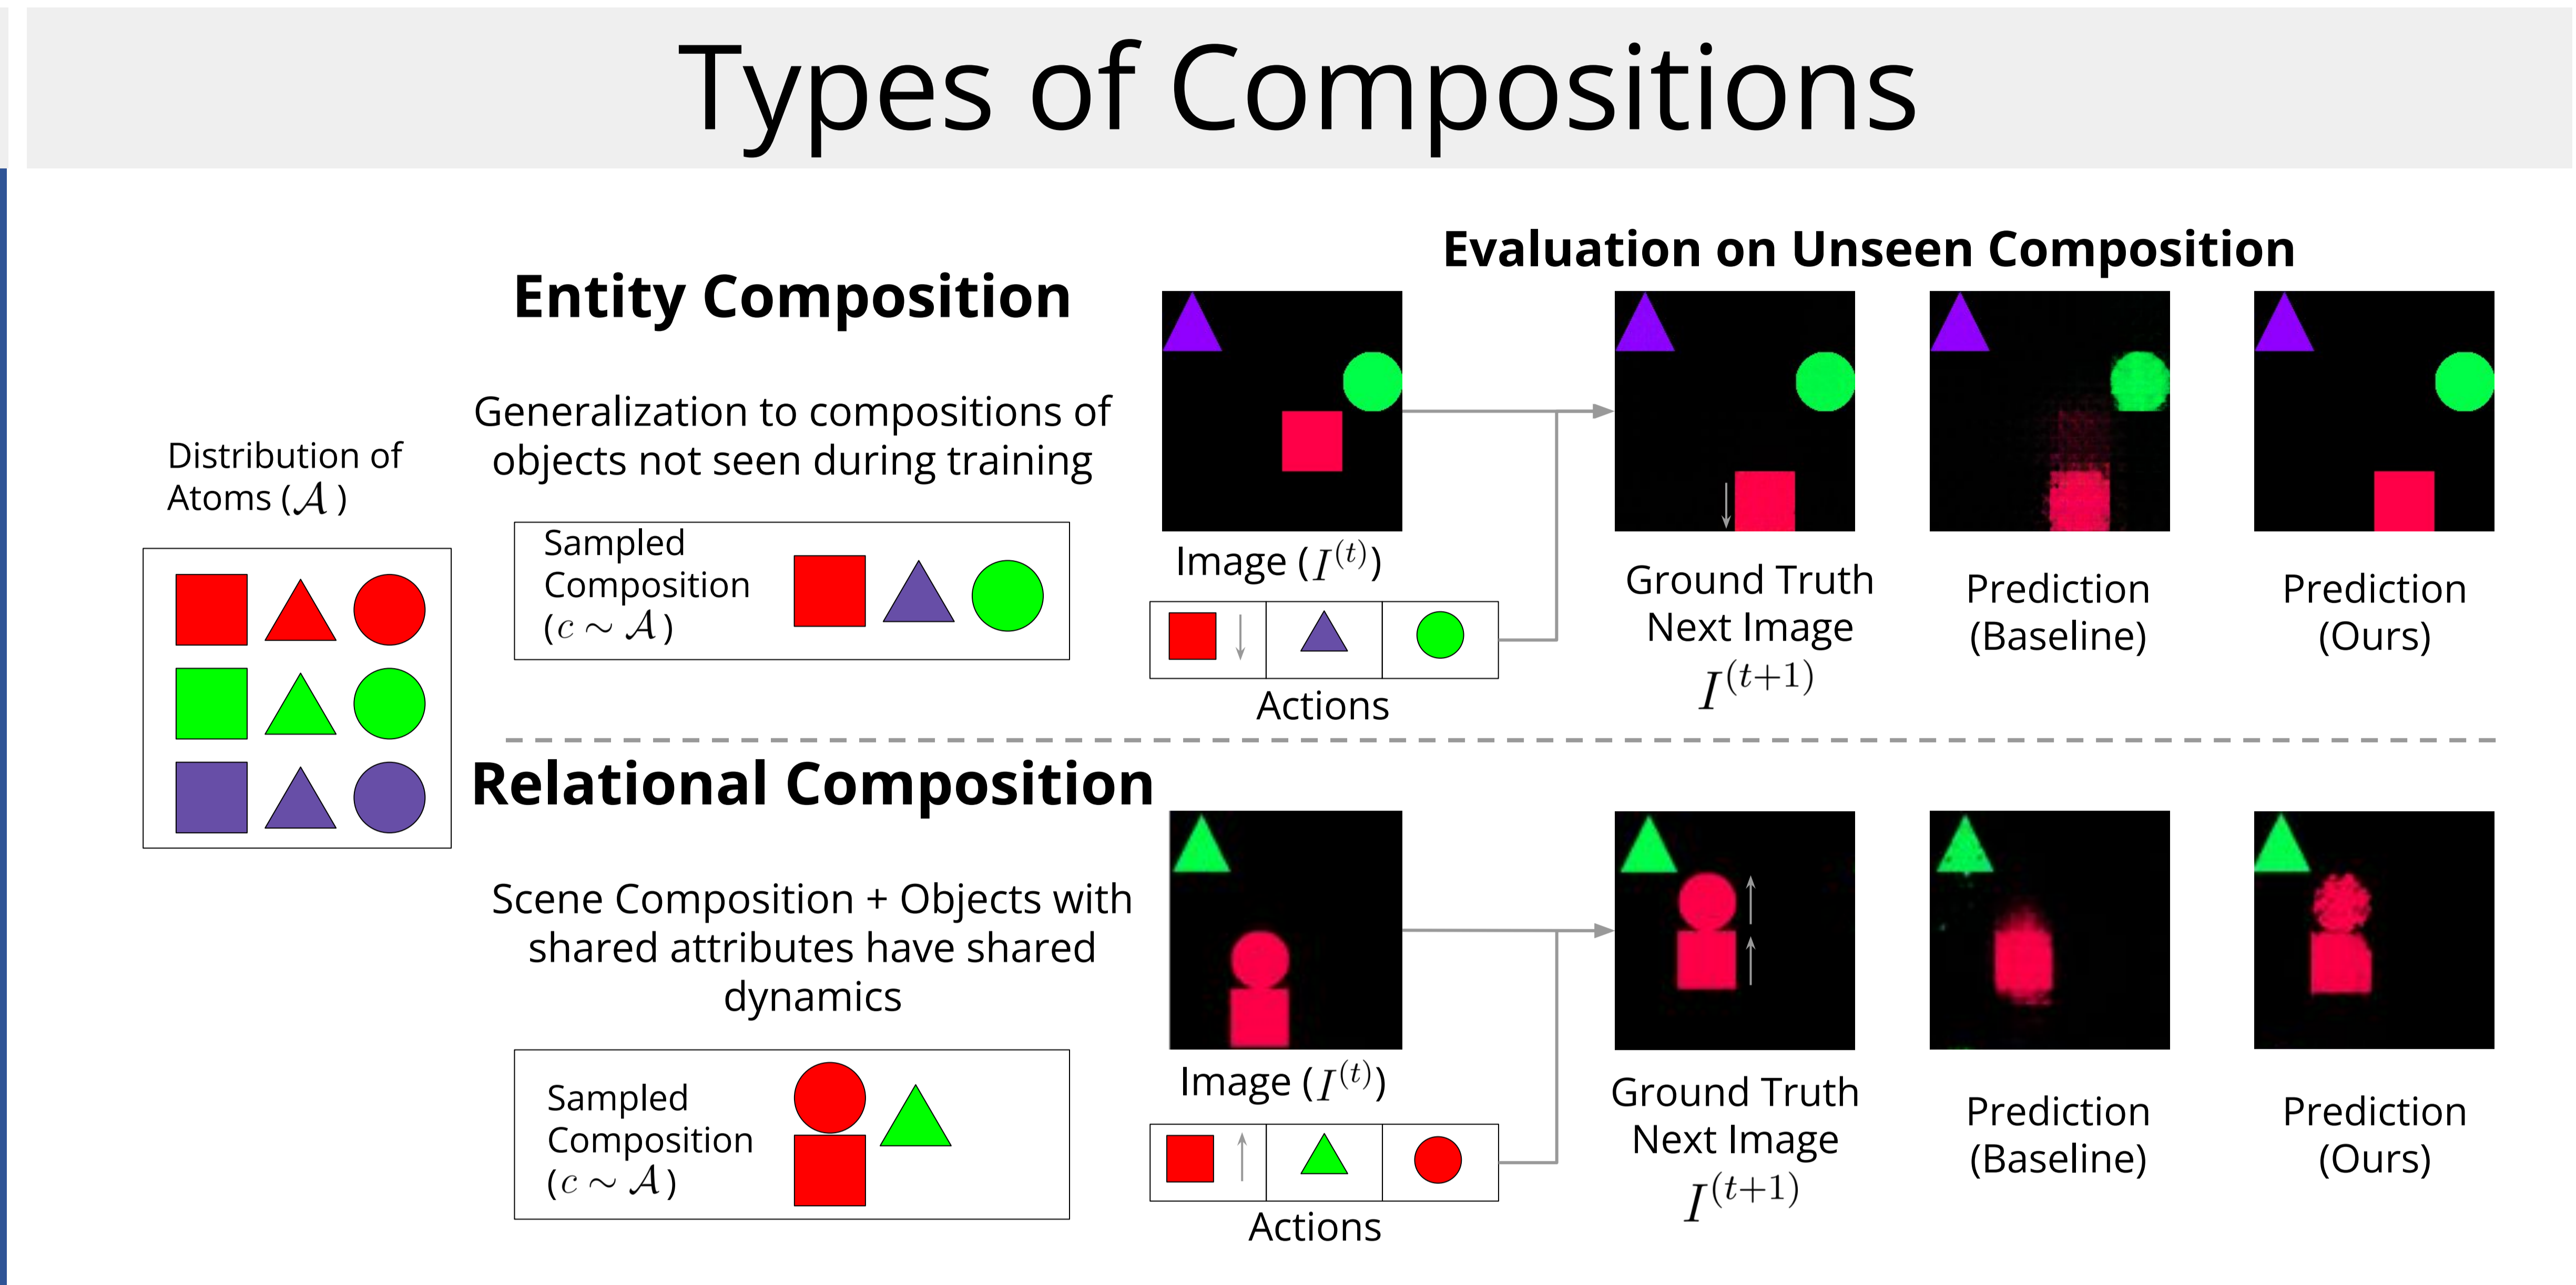 Types of Compositions
Distribution of
Atoms (𝒜 )
Entity Composition
Generalization to compositions of
objects not seen during training
Sampled
Composition
(c ∼ 𝒜 )
Evaluation on Unseen Composition
Image (I^(t))
Actions
Ground Truth
Next Image
I^(t+1)
Prediction
(Baseline)
Prediction
(Ours)
Relational Composition
Scene Composition + Objects with
shared attributes have shared
dynamics
Sampled
Composition
(c ∼ 𝒜 )
Image (I^(t))
Actions
Ground Truth
Next Image
I^(t+1)
Prediction
(Baseline)
Prediction
(Ours)